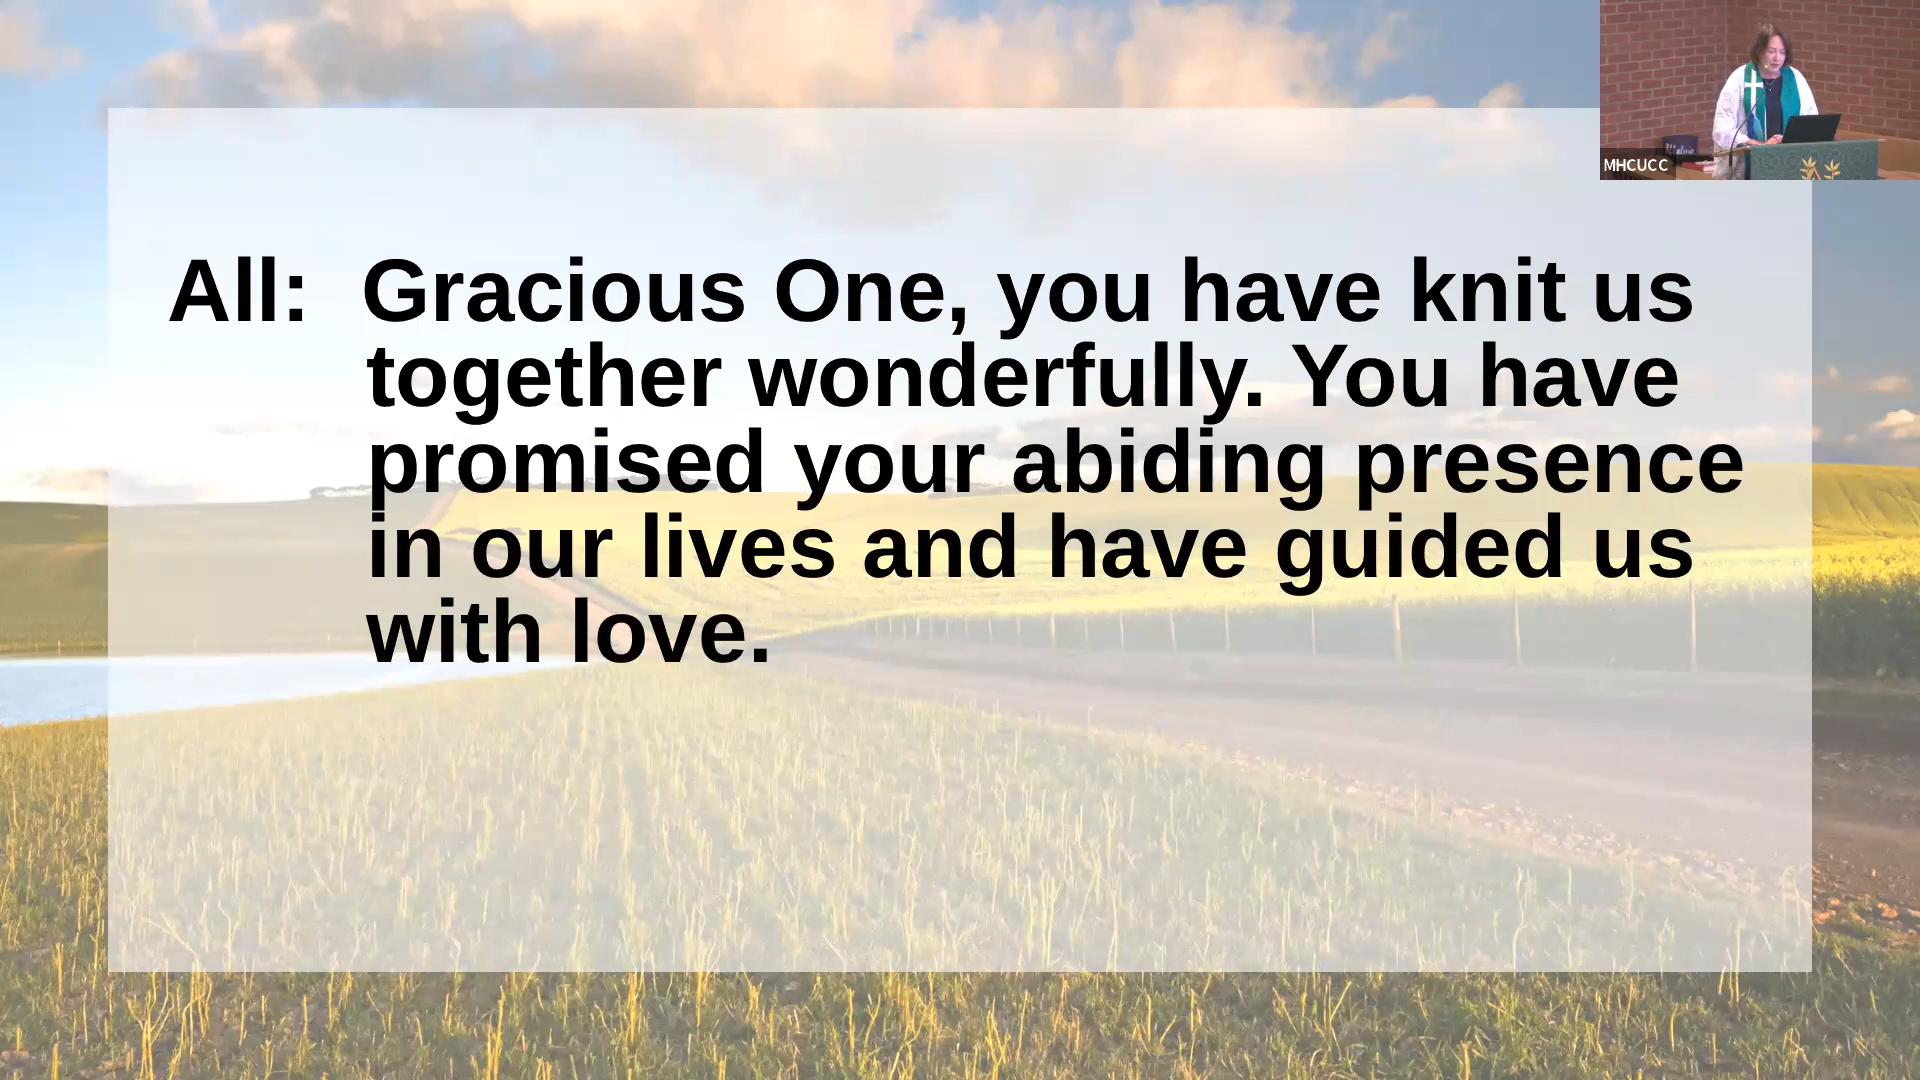 All: Gracious One, you have knit us
together wonderfully. You have
promised your abiding presence
in our lives and have guided us
with love.
MHCUCC